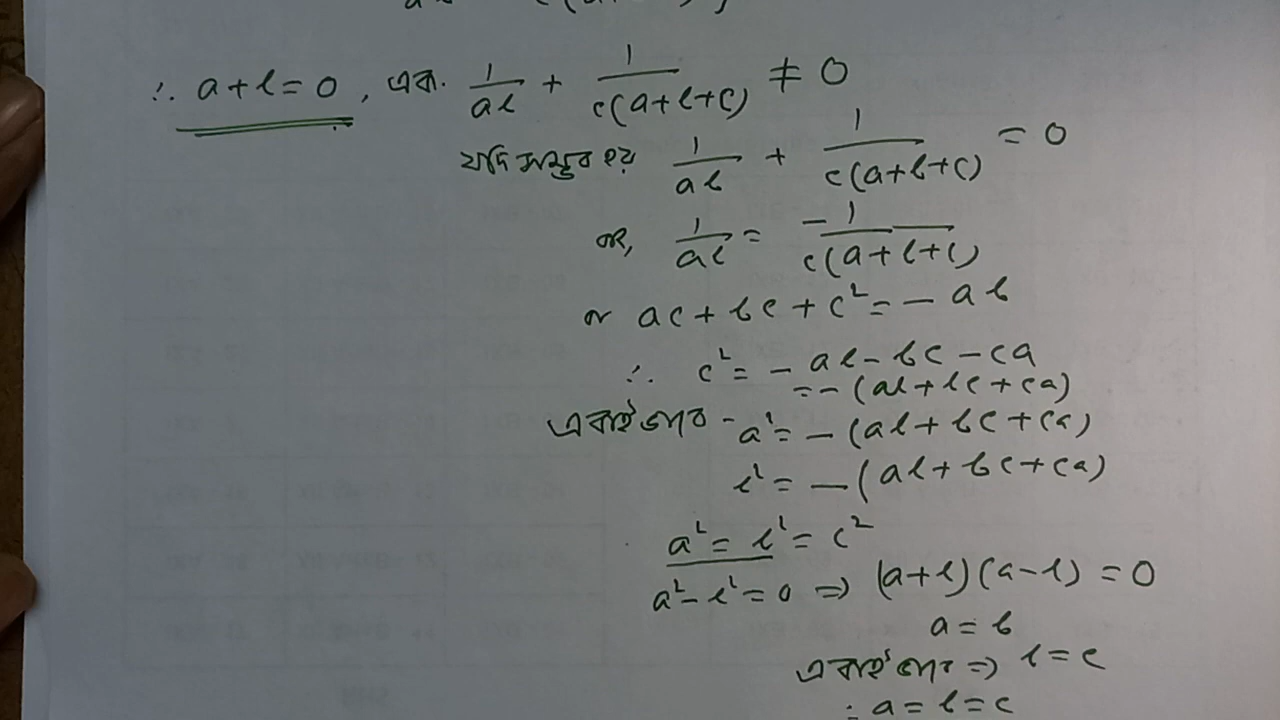 ∴ a+b=0, এবং 1/ab + 1/c(a+b+c) ≠ 0
যদি সম্ভব হয় 1/ab + 1/c(a+b+c) = 0
বা, 1/ab = -1/c(a+b+c)
or ac+bc+c²=-ab
∴ c²=-ab-bc-ca
=-(ab+bc+ca)
একইভাবে - a²=-(ab+bc+ca)
b²=-(ab+bc+ca)
a²=b²=c²
a²-b²=0 ⇒ (a+b)(a-b)=0
a=b
একইভাবে ⇒ b=c
∴ a=b=c